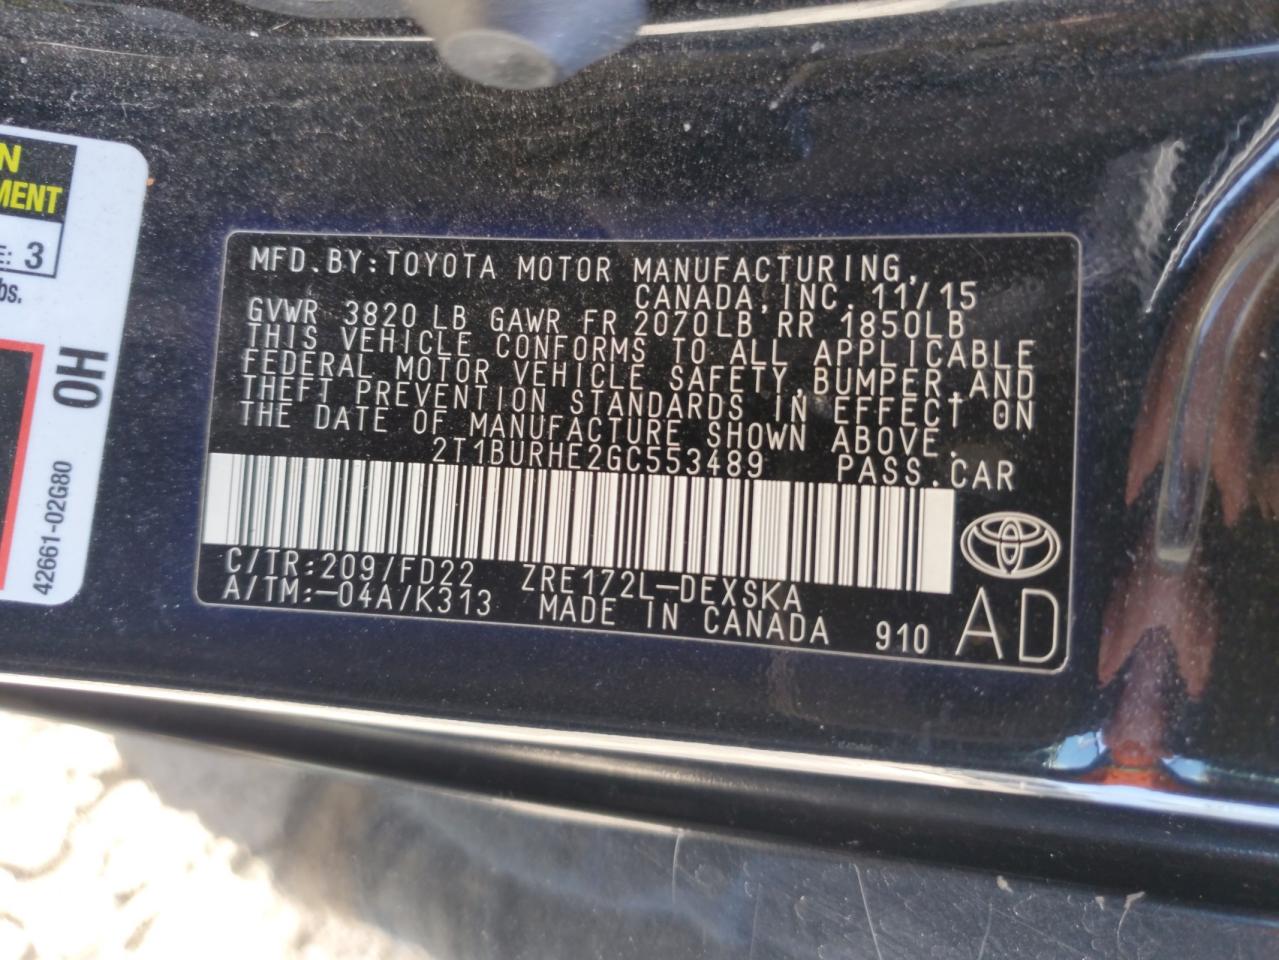 N
MENT
E: 3
bs.
OH
42661-02G80
MFD.BY:TOYOTA MOTOR MANUFACTURING,
CANADA,INC. 11/15
GVWR 3820 LB GAWR FR 2070LB RR 1850LB
THIS VEHICLE CONFORMS TO ALL APPLICABLE
FEDERAL MOTOR VEHICLE SAFETY,BUMPER,AND
THEFT PREVENTION STANDARDS IN EFFECT ON
THE DATE OF MANUFACTURE SHOWN ABOVE.
2T1BURHE2GC553489 PASS.CAR
C/TR:209/FD22 ZRE172L-DEXSKA
A/TM:-04A/K313 MADE IN CANADA 910 AD